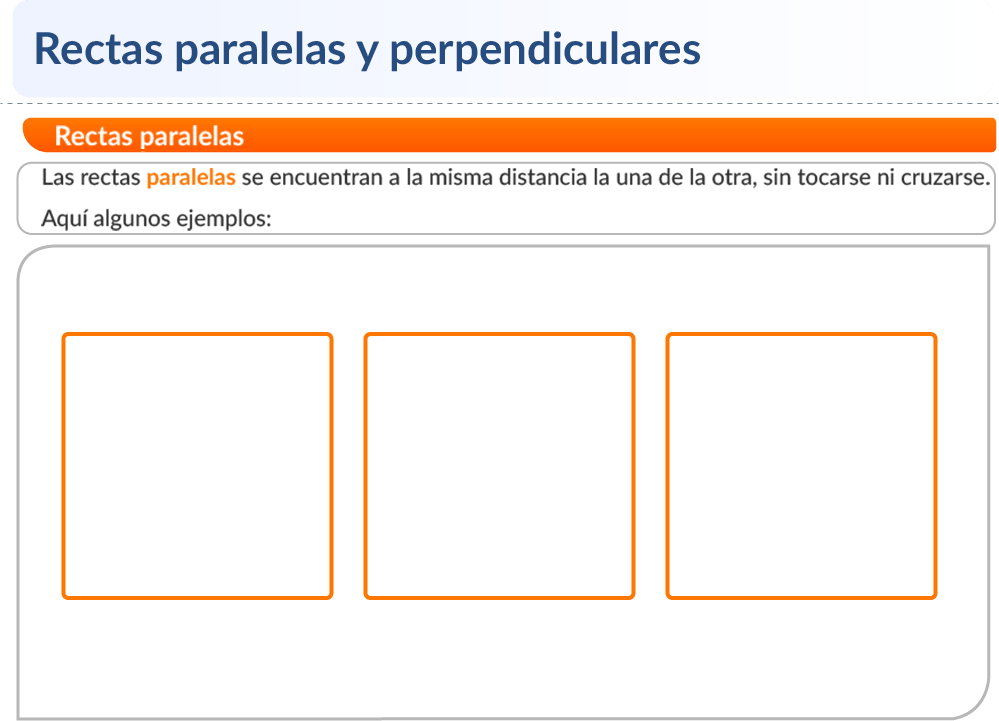 Rectas paralelas y perpendiculares
Rectas paralelas
Las rectas paralelas se encuentran a la misma distancia la una de la otra, sin tocarse ni cruzarse.
Aquí algunos ejemplos: